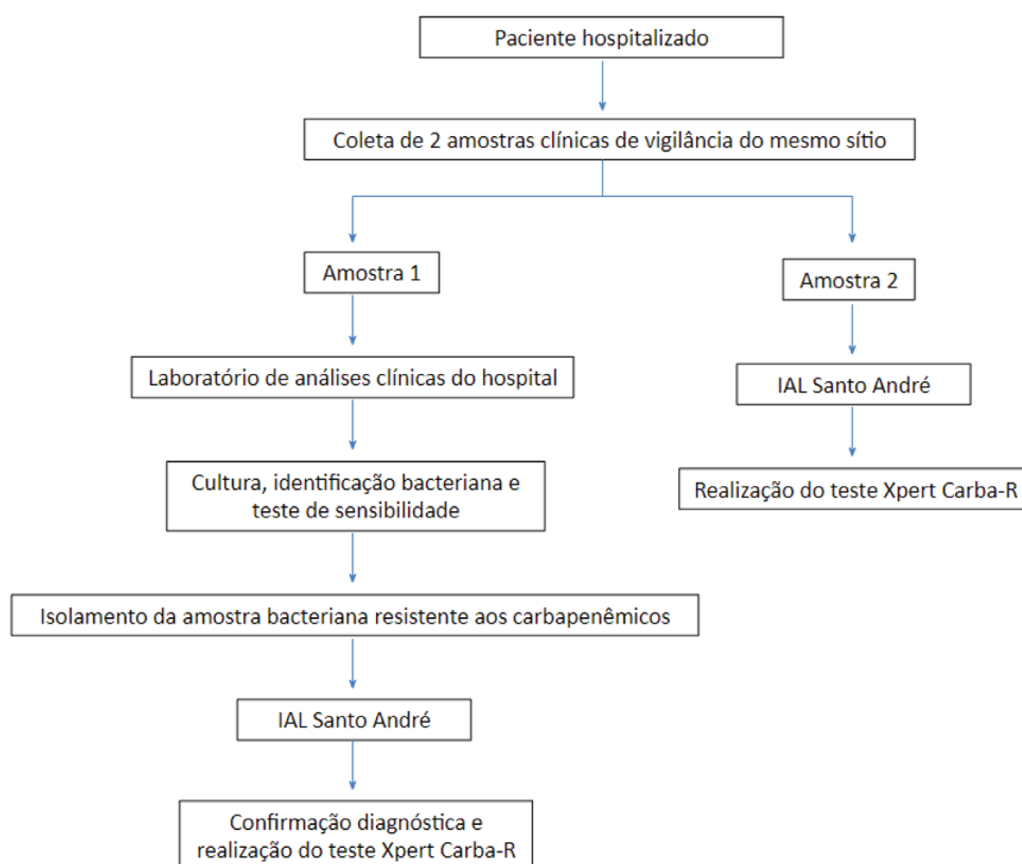 Paciente hospitalizado
Coleta de 2 amostras clínicas de vigilância do mesmo sítio
Amostra 1
Amostra 2
Laboratório de análises clínicas do hospital
IAL Santo André
Cultura, identificação bacteriana e
teste de sensibilidade
Realização do teste Xpert Carba-R
Isolamento da amostra bacteriana resistente aos carbapenêmicos
IAL Santo André
Confirmação diagnóstica e
realização do teste Xpert Carba-R